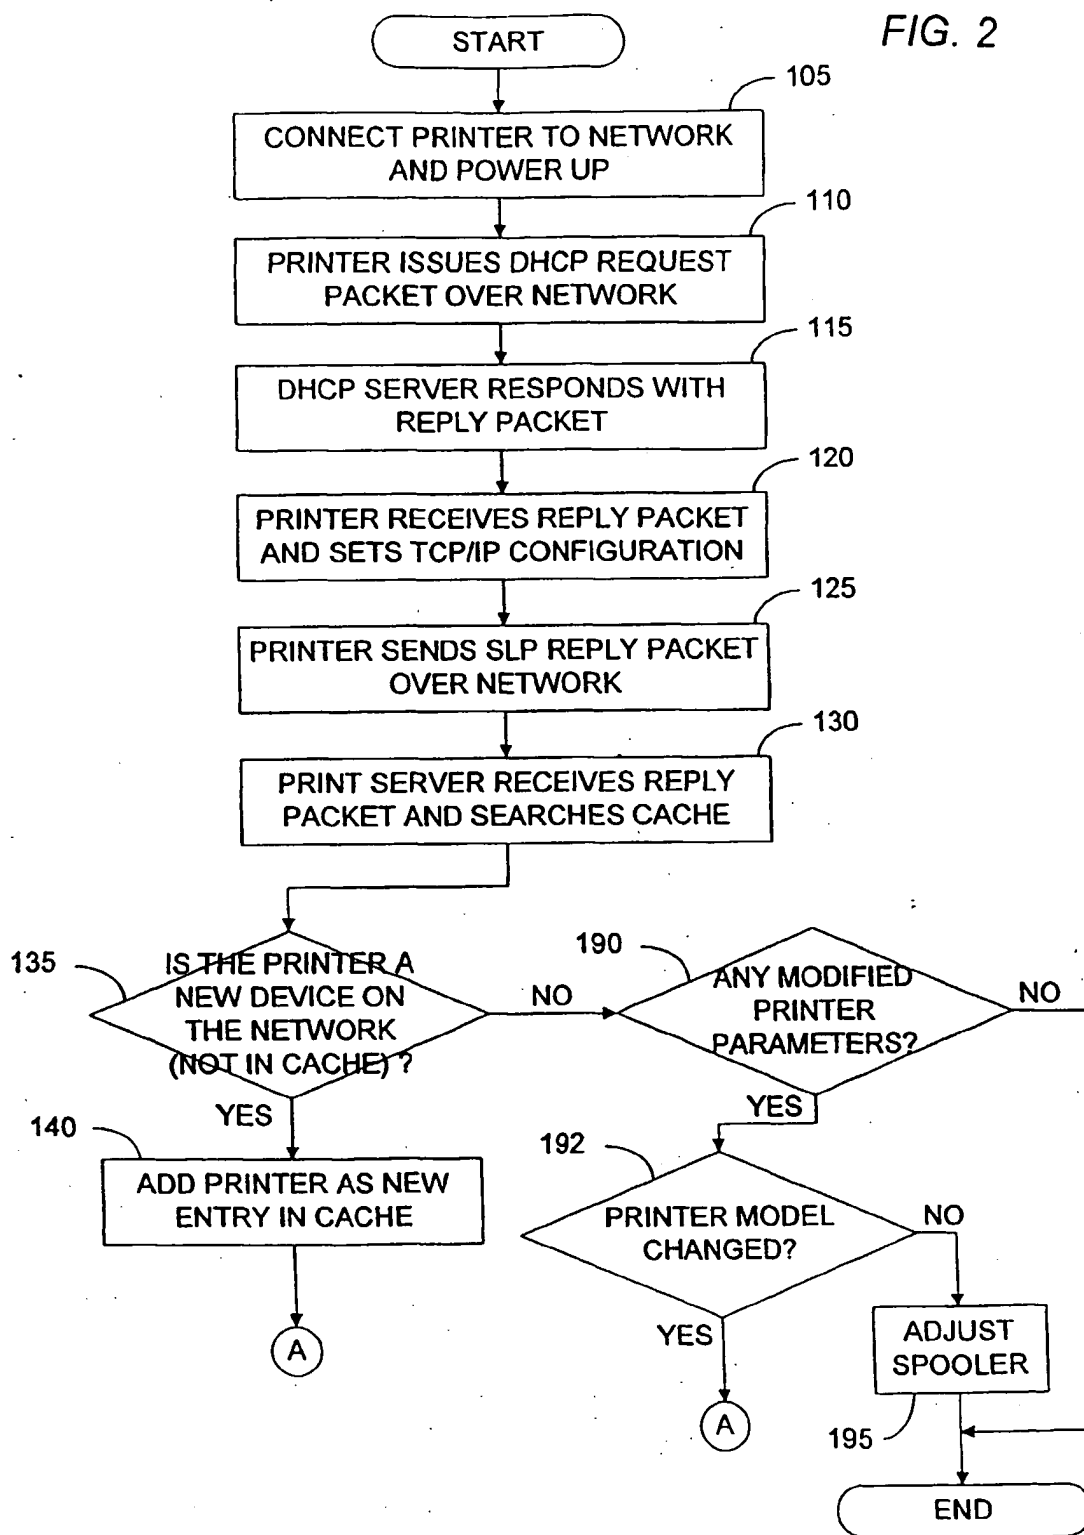 FIG. 2
START
105
CONNECT PRINTER TO NETWORK
AND POWER UP
110
PRINTER ISSUES DHCP REQUEST
PACKET OVER NETWORK
115
DHCP SERVER RESPONDS WITH
REPLY PACKET
120
PRINTER RECEIVES REPLY PACKET
AND SETS TCP/IP CONFIGURATION
125
PRINTER SENDS SLP REPLY PACKET
OVER NETWORK
130
PRINT SERVER RECEIVES REPLY
PACKET AND SEARCHES CACHE
135
IS THE PRINTER A
NEW DEVICE ON
THE NETWORK
(NOT IN CACHE) ?
NO
YES
190
ANY MODIFIED
PRINTER
PARAMETERS?
NO
YES
140
ADD PRINTER AS NEW
ENTRY IN CACHE
A
192
PRINTER MODEL
CHANGED?
NO
YES
A
ADJUST
SPOOLER
195
END